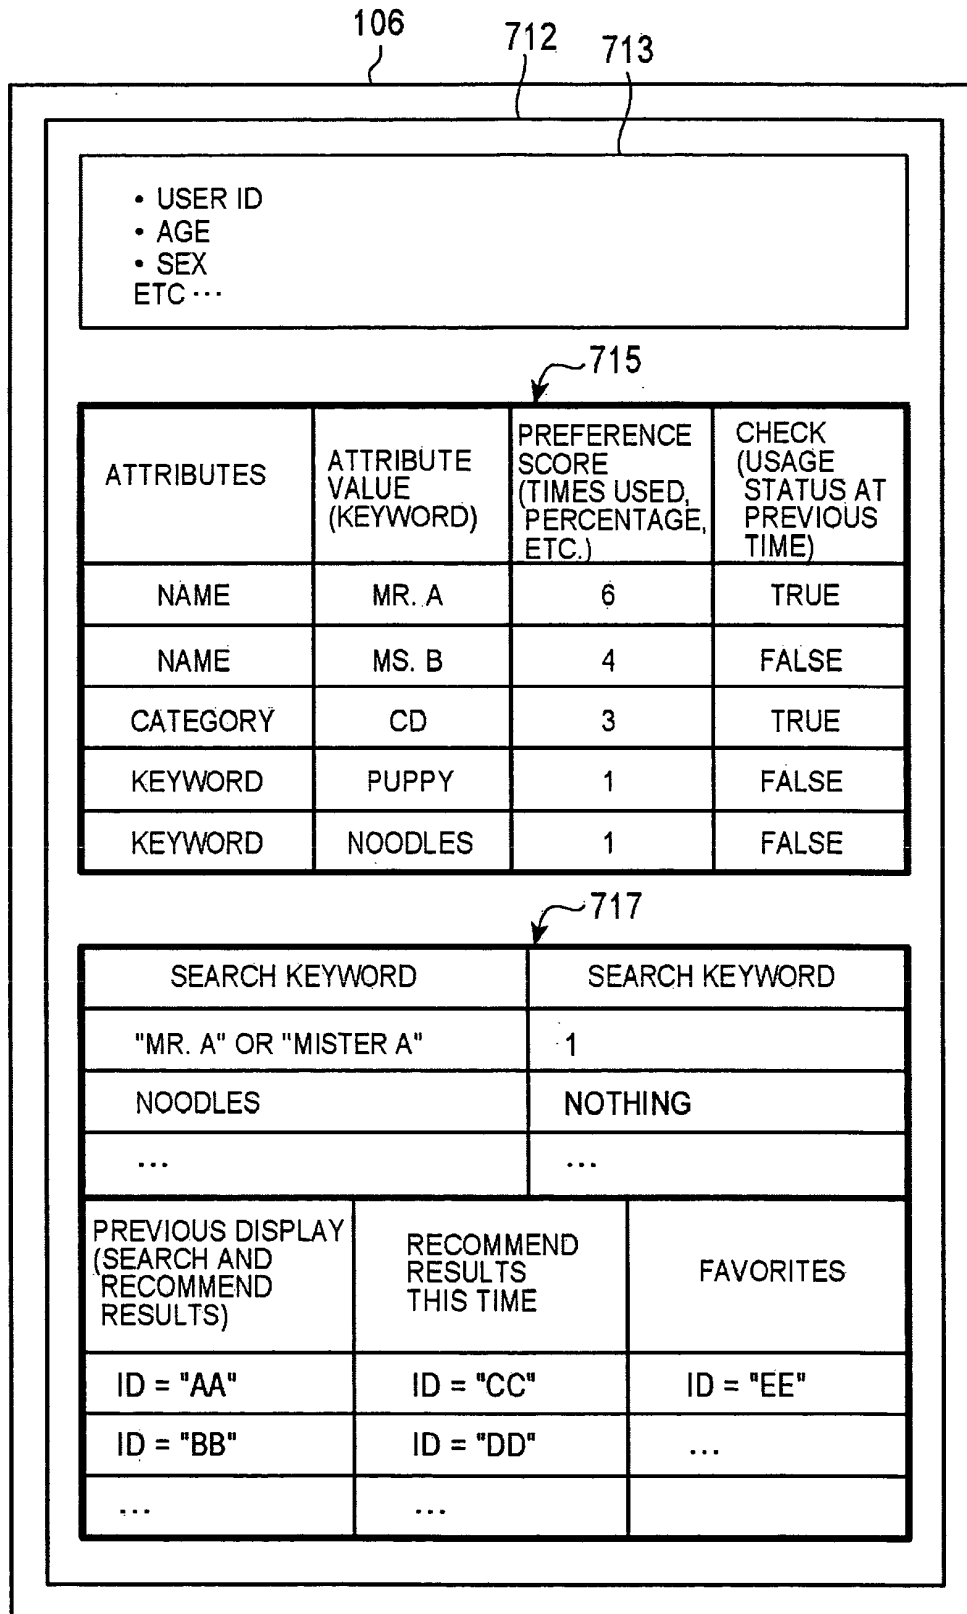 106
712
713
• USER ID
• AGE
• SEX
ETC ···
715
ATTRIBUTES
ATTRIBUTE
VALUE
(KEYWORD)
PREFERENCE
SCORE
(TIMES USED,
PERCENTAGE,
ETC.)
CHECK
(USAGE
STATUS AT
PREVIOUS
TIME)
NAME MR. A 6 TRUE
NAME MS. B 4 FALSE
CATEGORY CD 3 TRUE
KEYWORD PUPPY 1 FALSE
KEYWORD NOODLES 1 FALSE
717
SEARCH KEYWORD SEARCH KEYWORD
"MR. A" OR "MISTER A" 1
NOODLES NOTHING
... ...
PREVIOUS DISPLAY
(SEARCH AND
RECOMMEND
RESULTS)
RECOMMEND
RESULTS
THIS TIME
FAVORITES
ID = "AA" ID = "CC" ID = "EE"
ID = "BB" ID = "DD" ...
... ...